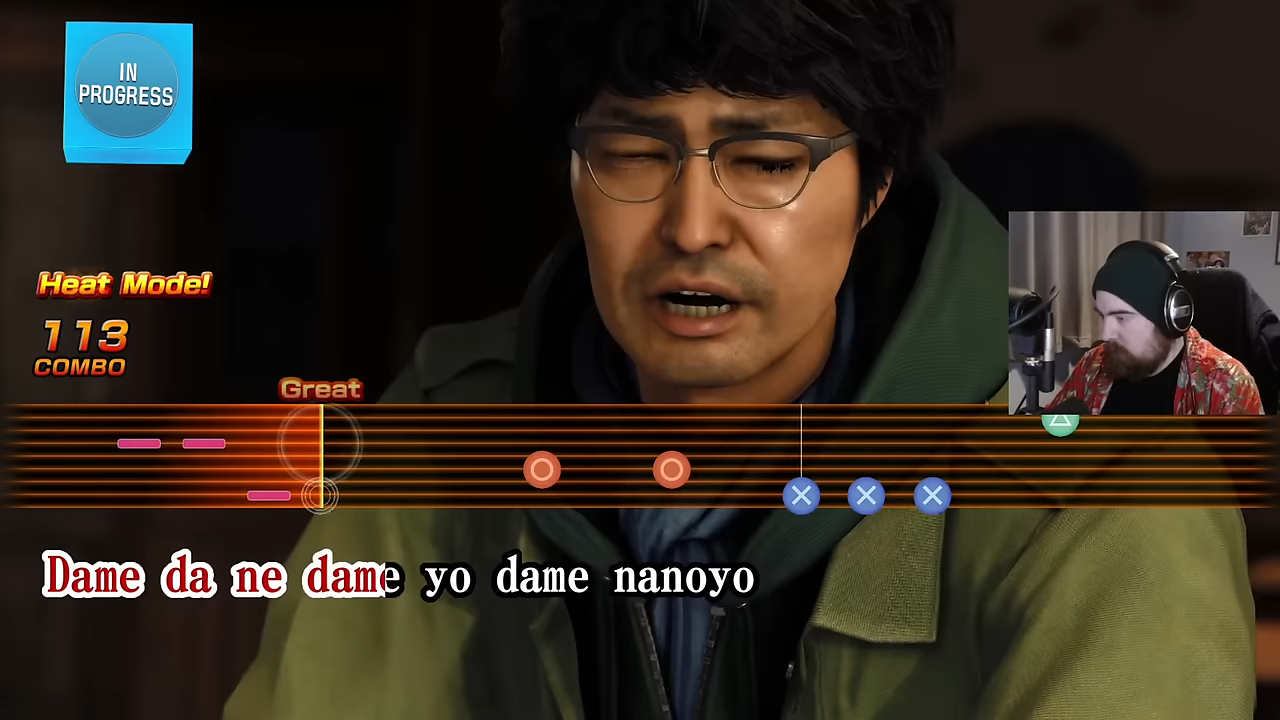 IN
PROGRESS
Heat Mode!
113
COMBO
Great
Dame da ne dame yo dame nanoyo